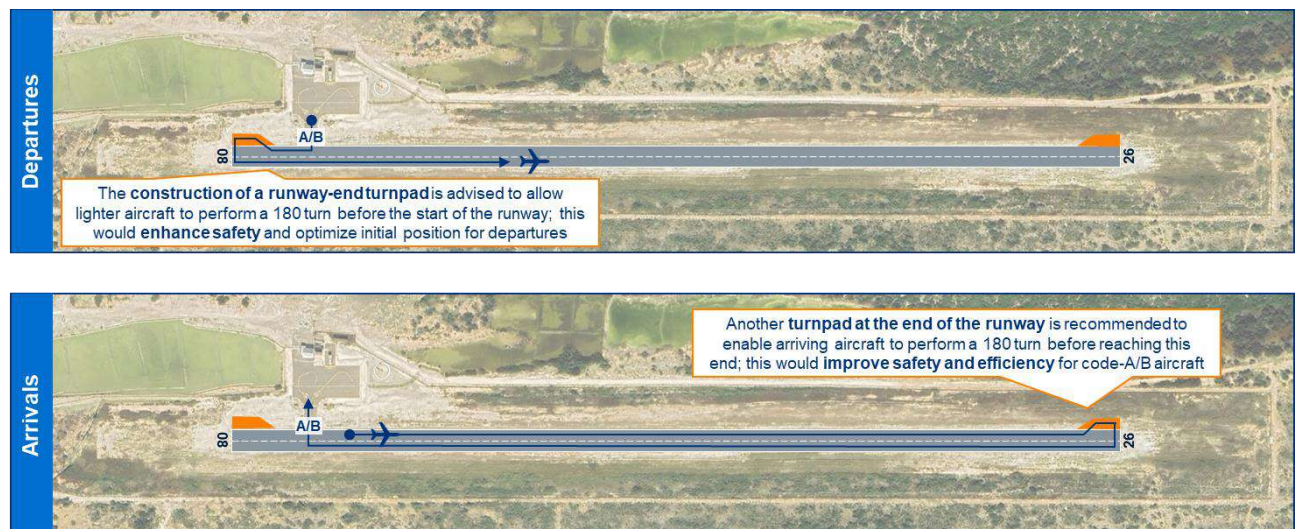 Departures
A/B
08
26
The construction of a runway-end turnpad is advised to allow
lighter aircraft to perform a 180 turn before the start of the runway; this
would enhance safety and optimize initial position for departures
Arrivals
Another turnpad at the end of the runway is recommended to
enable arriving aircraft to perform a 180 turn before reaching this
end; this would improve safety and efficiency for code-A/B aircraft
A/B
08
26